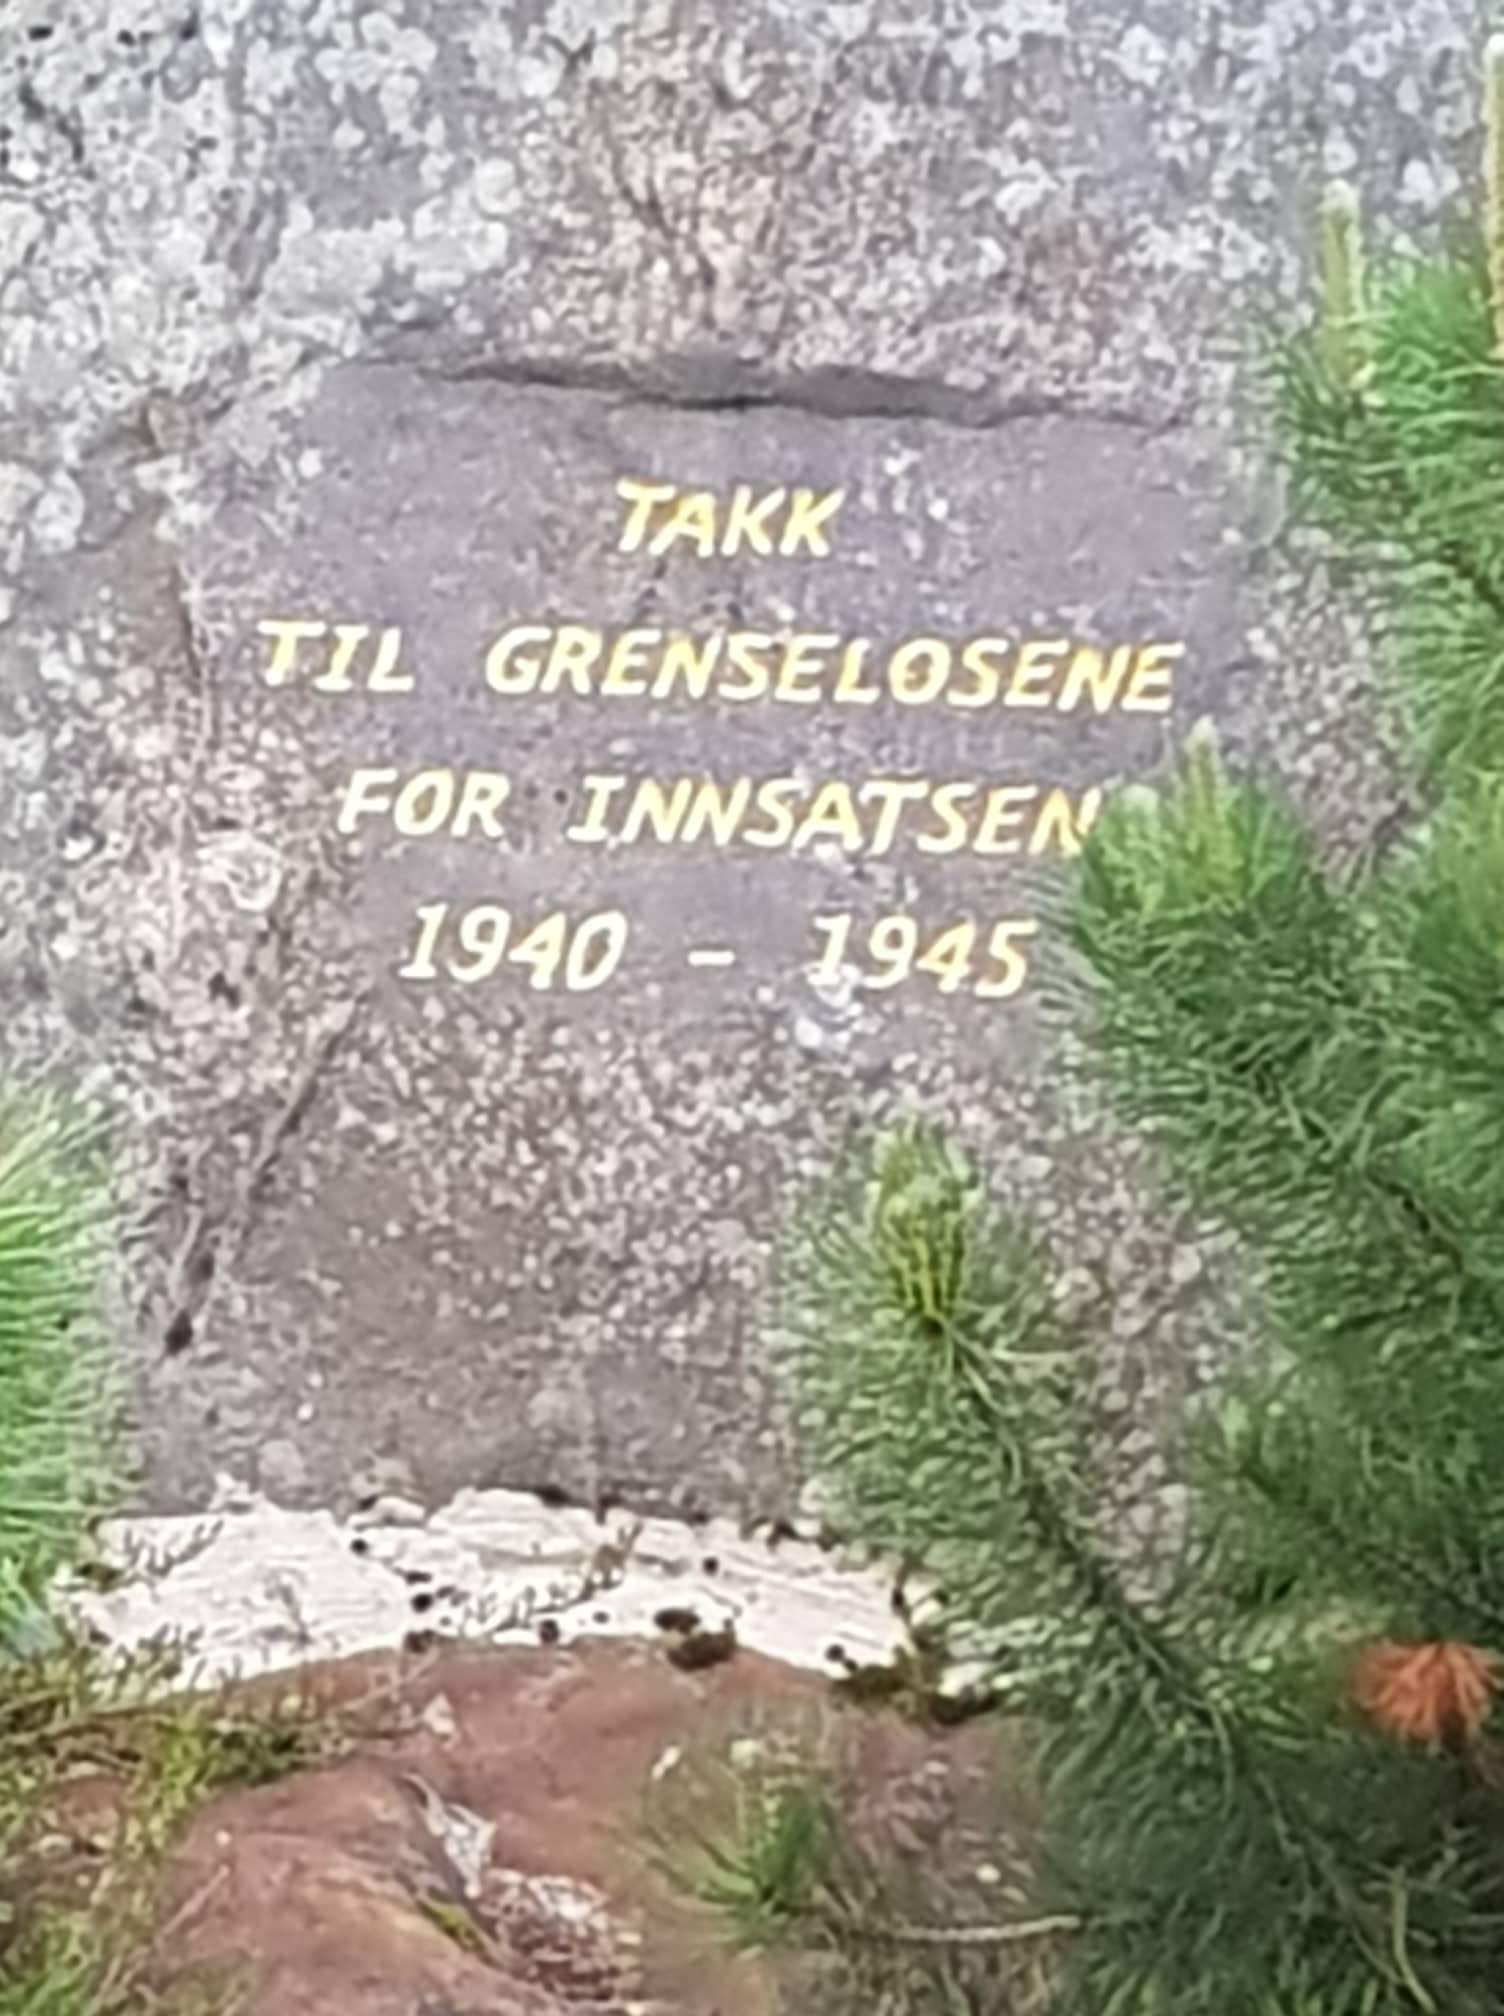 TAKK
TIL GRENSELOSENE
FOR INNSATSEN
1940 - 1945